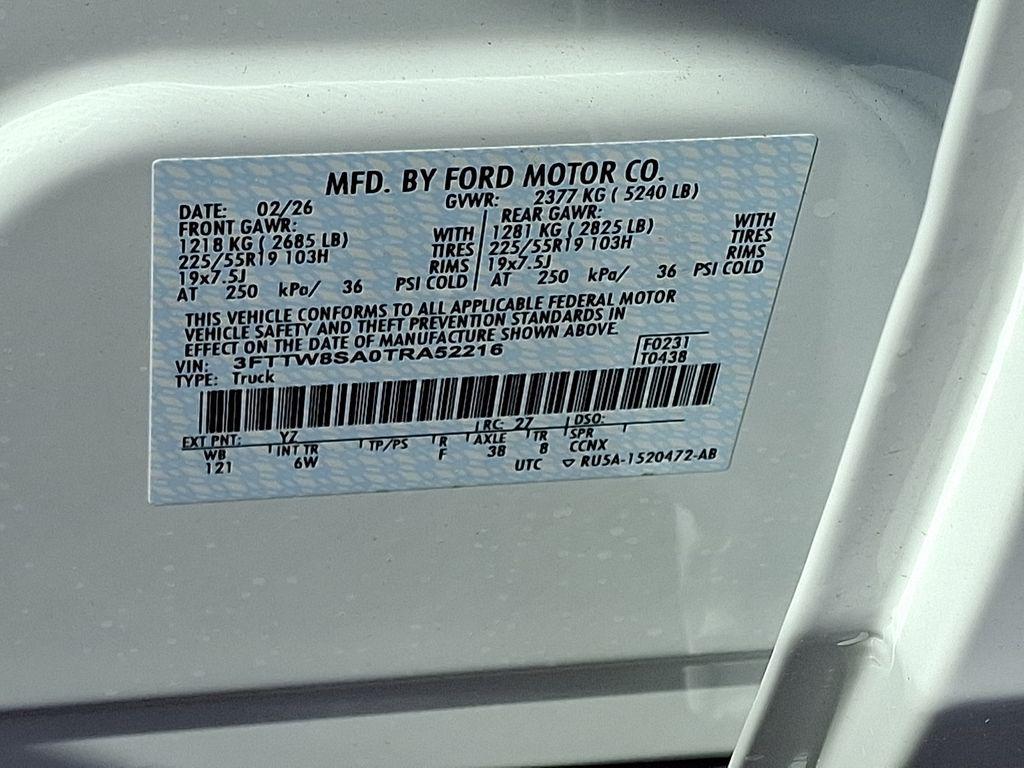 MFD. BY FORD MOTOR CO.
DATE: 02/26 GVWR: 2377 KG ( 5240 LB)
FRONT GAWR: REAR GAWR:
1218 KG ( 2685 LB) WITH 1281 KG ( 2825 LB) WITH
225/55R19 103H TIRES 225/55R19 103H TIRES
19x7.5J RIMS 19x7.5J RIMS
AT 250 kPa/ 36 PSI COLD AT 250 kPa/ 36 PSI COLD
THIS VEHICLE CONFORMS TO ALL APPLICABLE FEDERAL MOTOR
VEHICLE SAFETY AND THEFT PREVENTION STANDARDS IN
EFFECT ON THE DATE OF MANUFACTURE SHOWN ABOVE.
VIN: 3FTTW8SA0TRA52216 F0231
TYPE: Truck T0438
EXT PNT: YZ RC: 27 DSO:
WB INT TR TP/PS R AXLE TR SPR
121 6W F 38 8 CCNX
UTC ▽ RU5A-1520472-AB